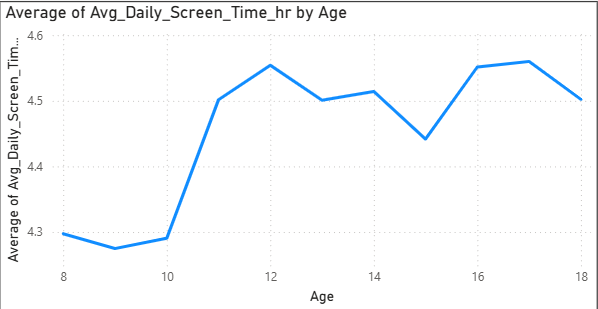 Average of Avg_Daily_Screen_Time_hr by Age
Average of Avg_Daily_Screen_Tim...
4.6
4.5
4.4
4.3
8 10 12 14 16 18
Age